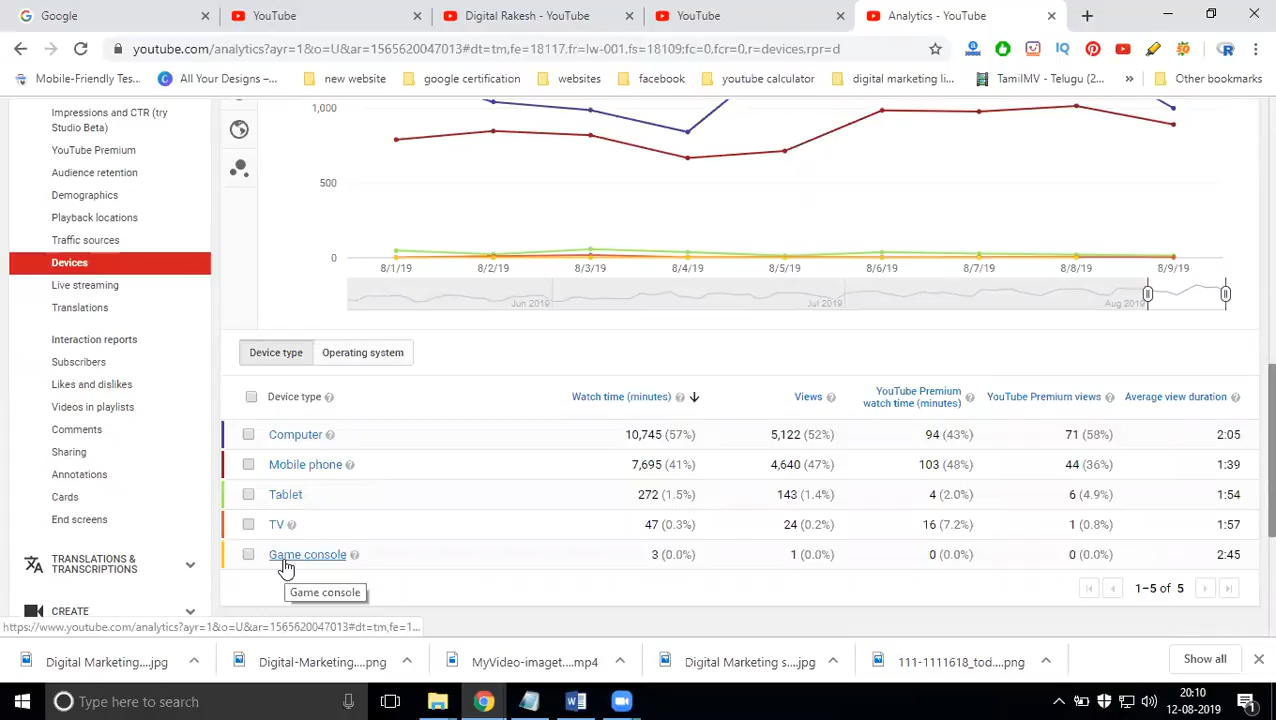 Google
YouTube
Digital Rakesh - YouTube
YouTube
Analytics - YouTube
youtube.com/analytics?ayr=1&o=U&ar=1565620047013#dt=tm,fe=18117.fr=lw-001,fs=18109:fc=0,fcr=0,r=devices,rpr=d
Mobile-Friendly Tes...
All Your Designs –...
new website
google certification
websites
facebook
youtube calculator
digital marketing li...
TamilMV - Telugu (2...
Other bookmarks
Impressions and CTR (try
Studio Beta)
YouTube Premium
Audience retention
Demographics
Playback locations
Traffic sources
Devices
Live streaming
Translations
Interaction reports
Subscribers
Likes and dislikes
Videos in playlists
Comments
Sharing
Annotations
Cards
End screens
TRANSLATIONS &
TRANSCRIPTIONS
CREATE
1,000
500
0
8/1/19 8/2/19 8/3/19 8/4/19 8/5/19 8/6/19 8/7/19 8/8/19 8/9/19
Jun 2019 Jul 2019 Aug 2019
Device type Operating system
Device type Watch time (minutes) Views YouTube Premium watch time (minutes) YouTube Premium views Average view duration
Computer 10,745 (57%) 5,122 (52%) 94 (43%) 71 (58%) 2:05
Mobile phone 7,695 (41%) 4,640 (47%) 103 (48%) 44 (36%) 1:39
Tablet 272 (1.5%) 143 (1.4%) 4 (2.0%) 6 (4.9%) 1:54
TV 47 (0.3%) 24 (0.2%) 16 (7.2%) 1 (0.8%) 1:57
Game console 3 (0.0%) 1 (0.0%) 0 (0.0%) 0 (0.0%) 2:45
Game console
1–5 of 5
https://www.youtube.com/analytics?ayr=1&o=U&ar=1565620047013#dt=tm,fe=1...
Digital Marketing....jpg
Digital-Marketing....png
MyVideo-imaget....mp4
Digital Marketing s....jpg
111-1111618_tod....png
Show all
Type here to search
20:10
12-08-2019